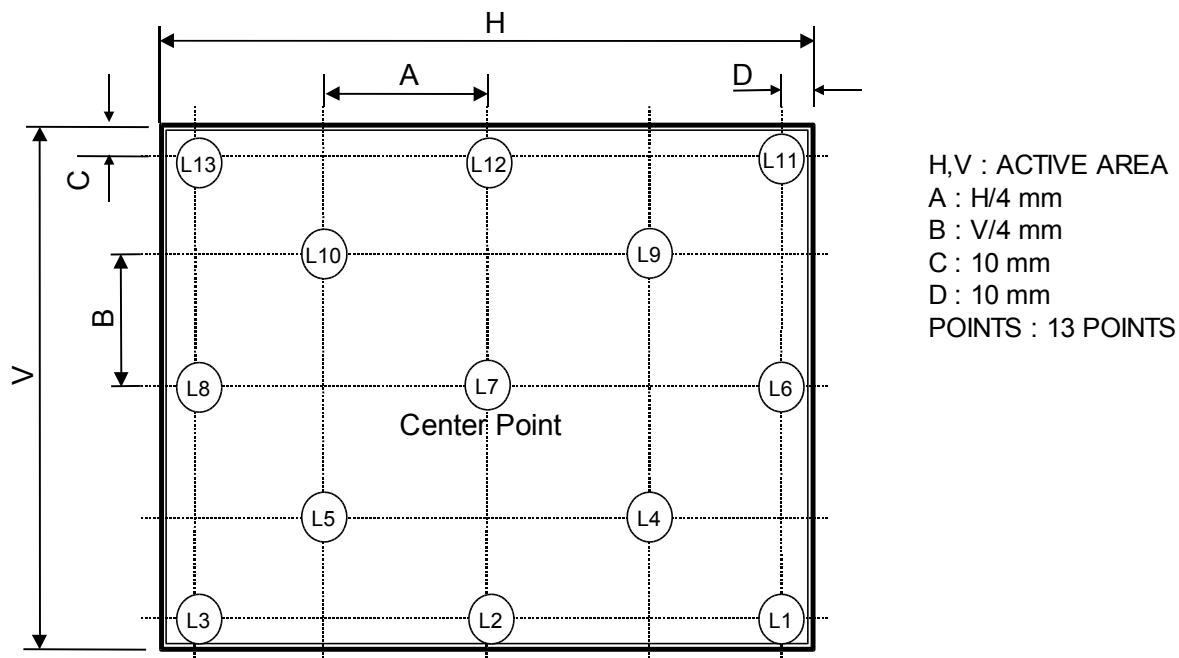 H
A
D
L13
L12
L11
C
H,V : ACTIVE AREA
A : H/4 mm
B : V/4 mm
C : 10 mm
D : 10 mm
POINTS : 13 POINTS
L10
L9
B
V
L8
L7
L6
Center Point
L5
L4
L3
L2
L1